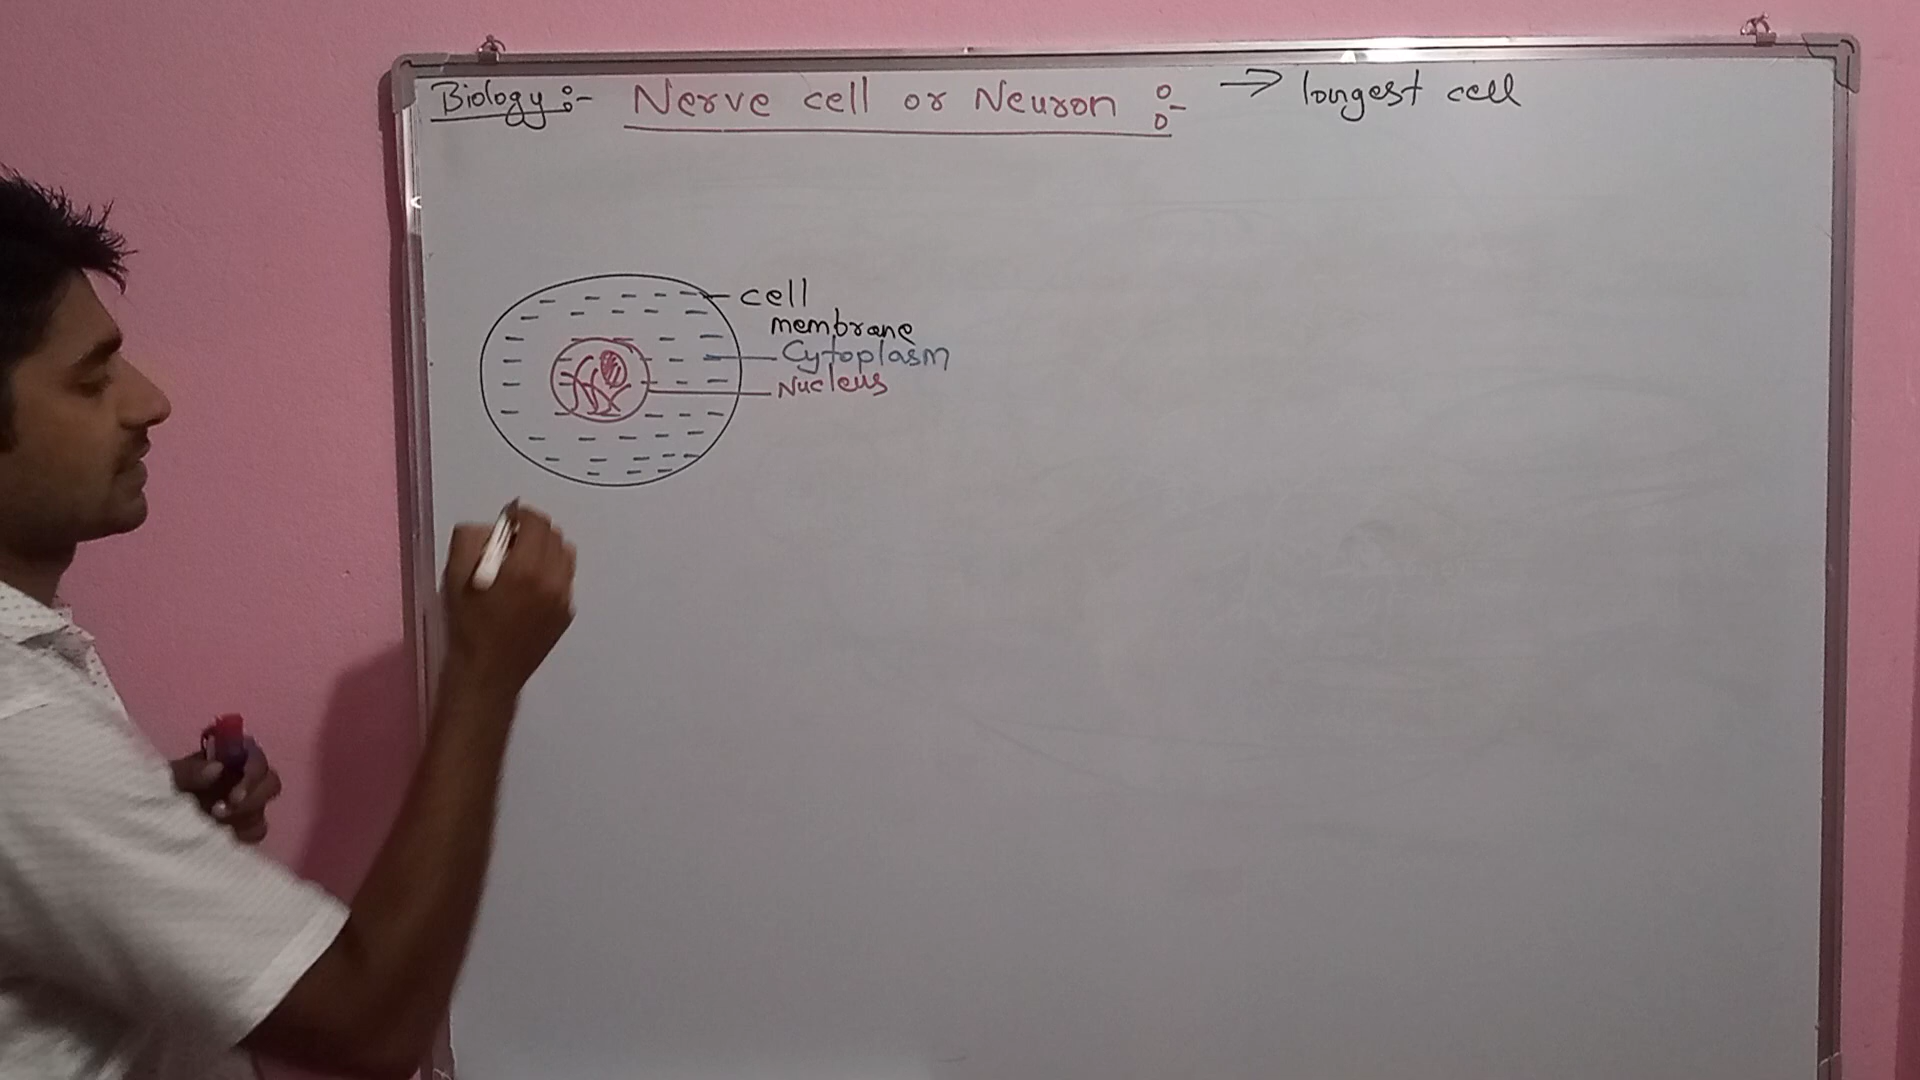 Biology :- Nerve cell or Neuron :- → longest cell
cell
membrane
Cytoplasm
Nucleus